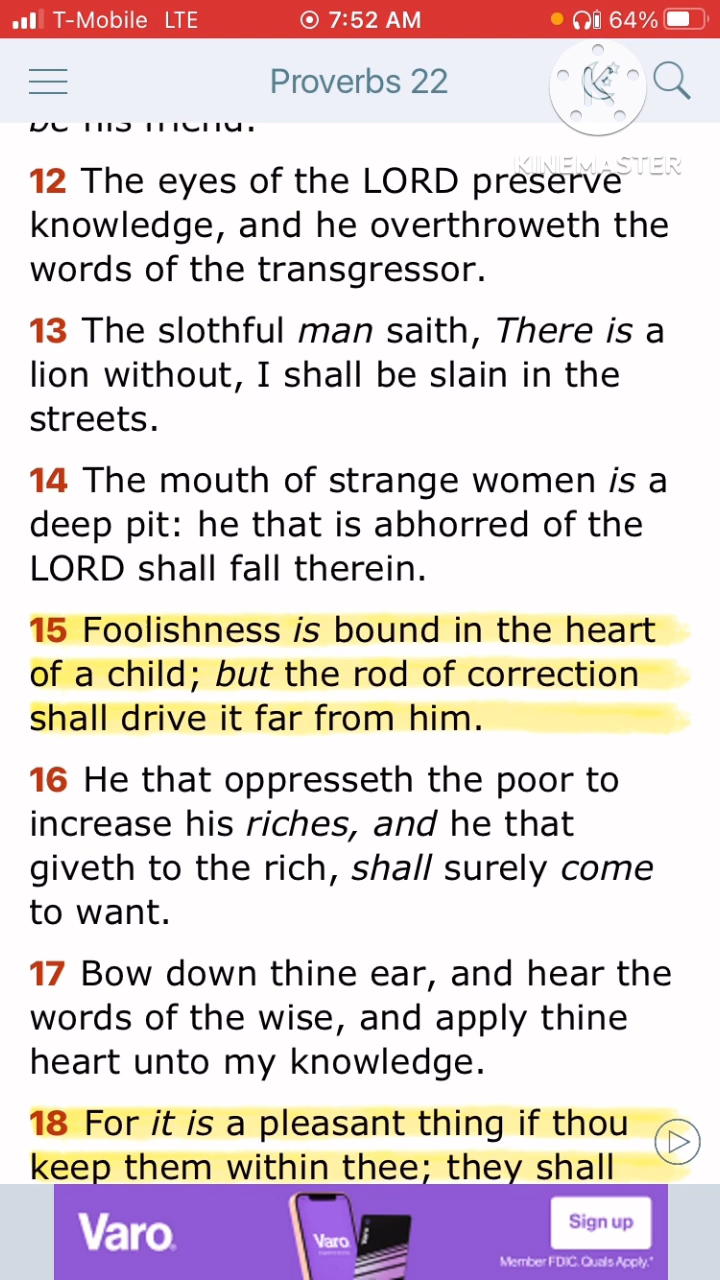 T-Mobile LTE 7:52 AM 64%
Proverbs 22
KINEMASTER
be his friend.
12 The eyes of the LORD preserve
knowledge, and he overthroweth the
words of the transgressor.
13 The slothful man saith, There is a
lion without, I shall be slain in the
streets.
14 The mouth of strange women is a
deep pit: he that is abhorred of the
LORD shall fall therein.
15 Foolishness is bound in the heart
of a child; but the rod of correction
shall drive it far from him.
16 He that oppresseth the poor to
increase his riches, and he that
giveth to the rich, shall surely come
to want.
17 Bow down thine ear, and hear the
words of the wise, and apply thine
heart unto my knowledge.
18 For it is a pleasant thing if thou
keep them within thee; they shall
Varo
Varo
Sign up
Member FDIC. Quals Apply.*